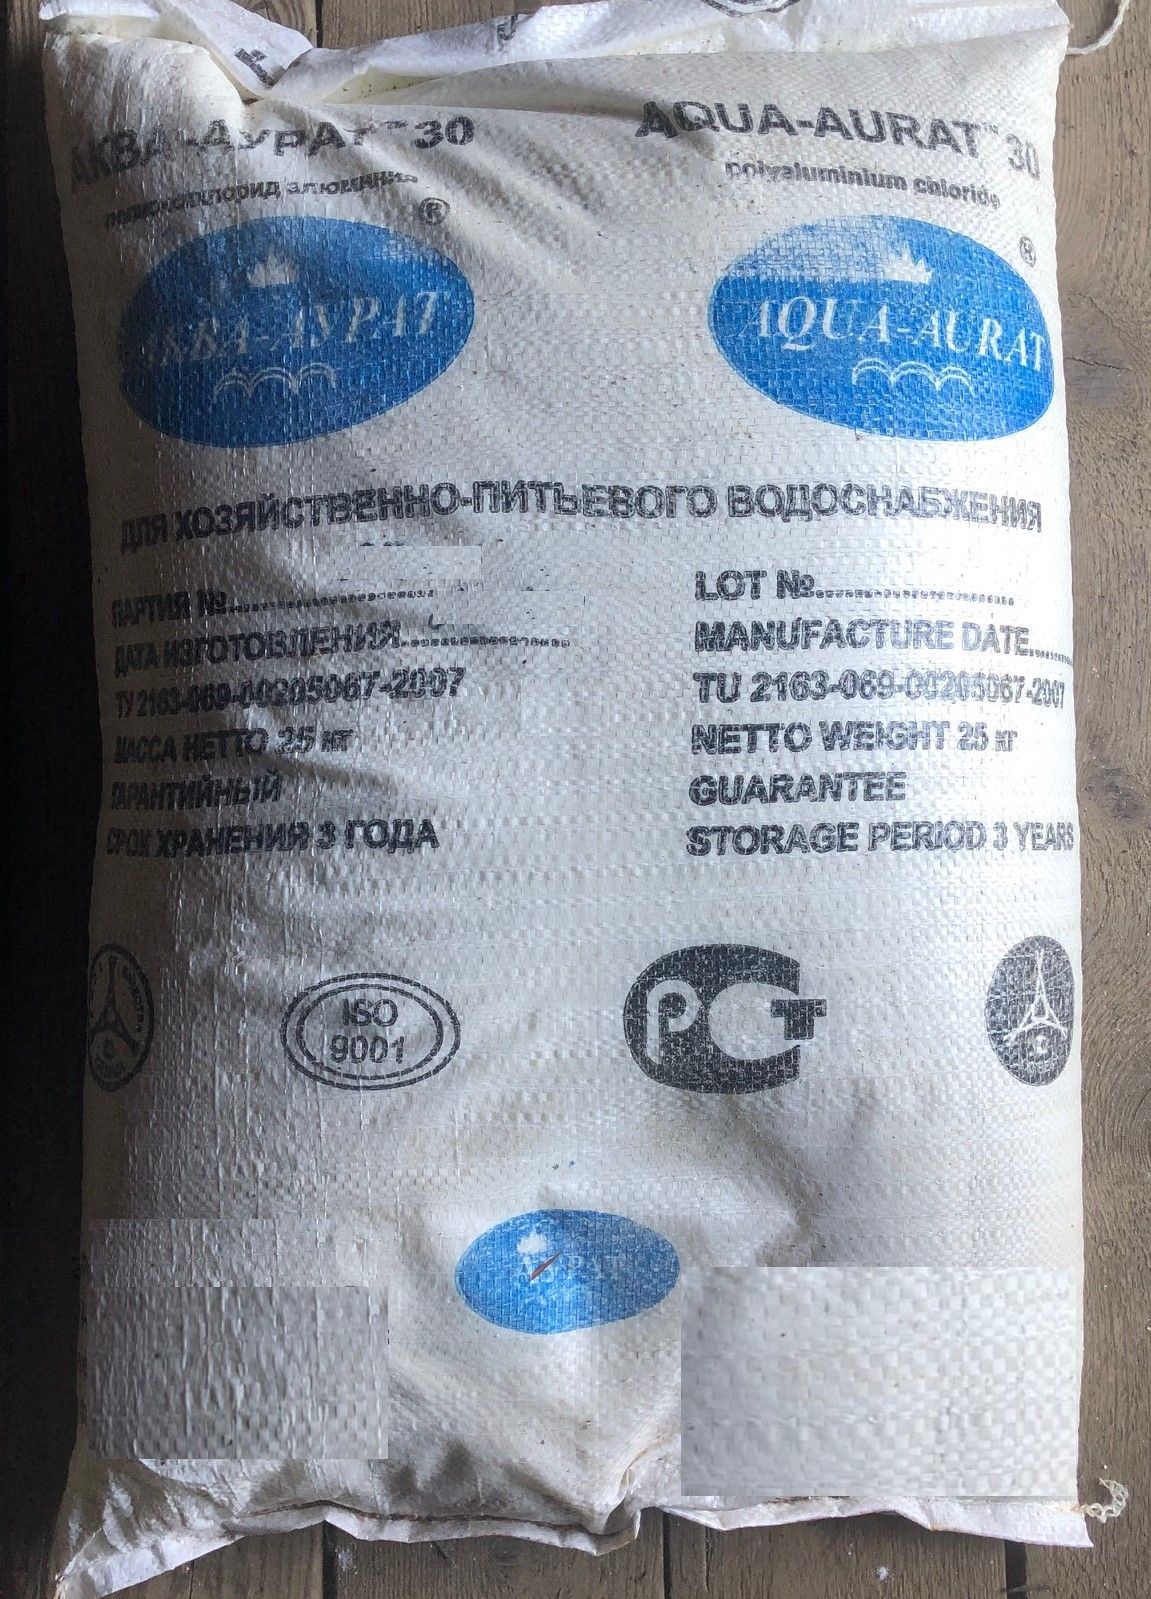 АКВА-АУРАТ™ 30
полиоксихлорид алюминия
®
АКВА-АУРАТ
AQUA-AURAT™ 30
polyaluminium chloride
®
AQUA-AURAT
ДЛЯ ХОЗЯЙСТВЕННО-ПИТЬЕВОГО ВОДОСНАБЖЕНИЯ
ПАРТИЯ №
ДАТА ИЗГОТОВЛЕНИЯ
ТУ 2163-069-00205067-2007
МАССА НЕТТО 25 кг
ГАРАНТИЙНЫЙ
СРОК ХРАНЕНИЯ 3 ГОДА
LOT №
MANUFACTURE DATE
TU 2163-069-00205067-2007
NETTO WEIGHT 25 кг
GUARANTEE
STORAGE PERIOD 3 YEARS
ISO
9001
РСТ
АУРАТ